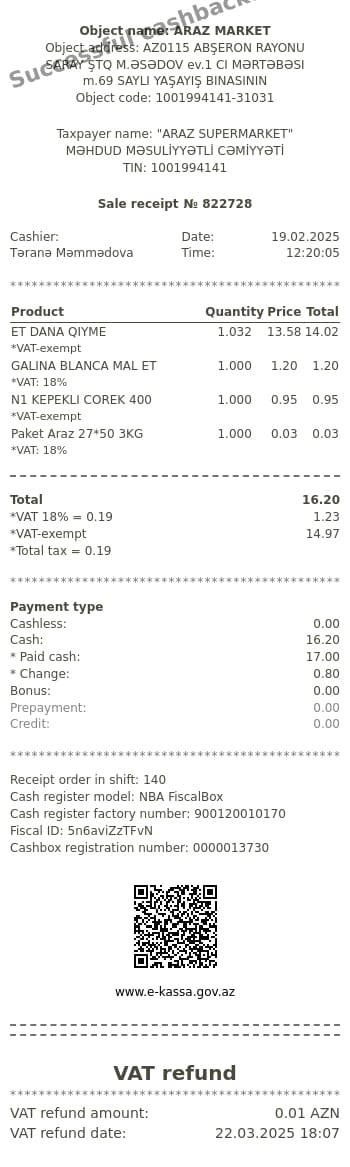 Successful cashback
Object name: ARAZ MARKET
Object address: AZ0115 ABŞERON RAYONU
SARAY ŞTQ M.ƏSƏDOV ev.1 CI MƏRTƏBƏSI
m.69 SAYLI YAŞAYIŞ BINASININ
Object code: 1001994141-31031
Taxpayer name: "ARAZ SUPERMARKET"
MƏHDUD MƏSULİYYƏTLİ CƏMİYYƏTİ
TIN: 1001994141
Sale receipt № 822728
Cashier: Date: 19.02.2025
Təranə Məmmədova Time: 12:20:05
*********************************************
Product Quantity Price Total
ET DANA QIYME 1.032 13.58 14.02
*VAT-exempt
GALINA BLANCA MAL ET 1.000 1.20 1.20
*VAT: 18%
N1 KEPEKLI COREK 400 1.000 0.95 0.95
*VAT-exempt
Paket Araz 27*50 3KG 1.000 0.03 0.03
*VAT: 18%
Total 16.20
*VAT 18% = 0.19 1.23
*VAT-exempt 14.97
*Total tax = 0.19
*********************************************
Payment type
Cashless: 0.00
Cash: 16.20
* Paid cash: 17.00
* Change: 0.80
Bonus: 0.00
Prepayment: 0.00
Credit: 0.00
*********************************************
Receipt order in shift: 140
Cash register model: NBA FiscalBox
Cash register factory number: 900120010170
Fiscal ID: 5n6aviZzTFvN
Cashbox registration number: 0000013730
www.e-kassa.gov.az
VAT refund
*********************************************
VAT refund amount: 0.01 AZN
VAT refund date: 22.03.2025 18:07